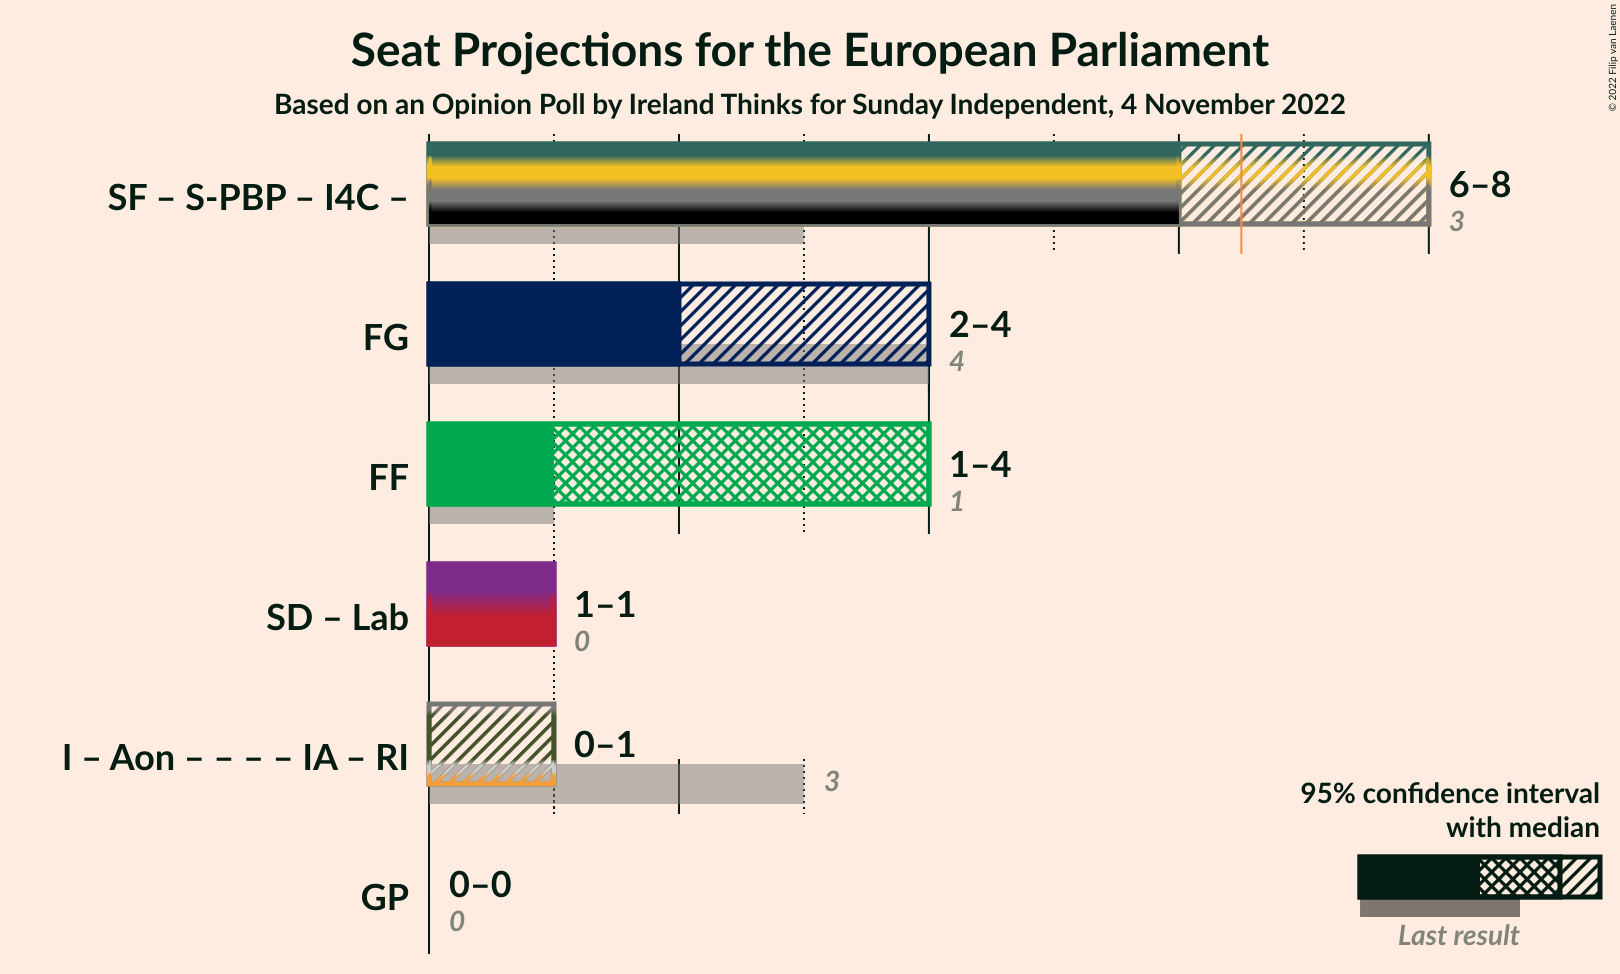 Seat Projections for the European Parliament
Based on an Opinion Poll by Ireland Thinks for Sunday Independent, 4 November 2022
© 2022 Filip van Laenen
SF – S-PBP – I4C –
6–8
3
FG
2–4
4
FF
1–4
1
SD – Lab
1–1
0
I – Aon – – – – IA – RI
0–1
3
GP
0–0
0
95% confidence interval
with median
Last result